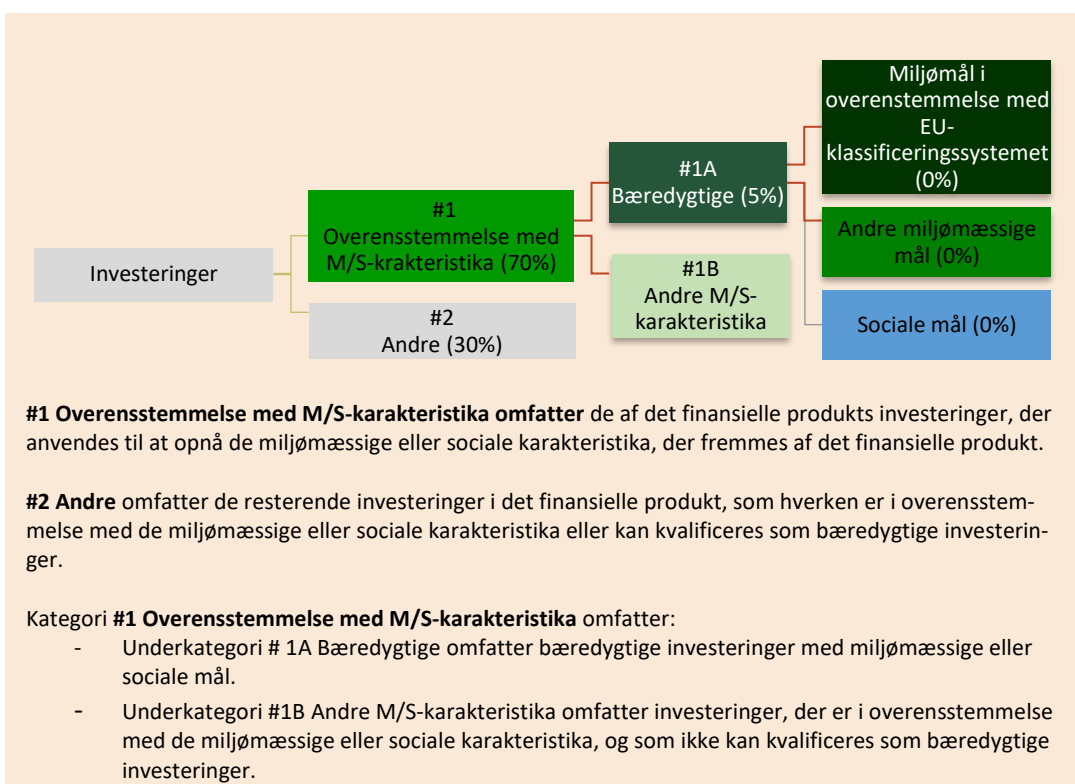 Investeringer
#1
Overensstemmelse med
M/S-krakteristika (70%)
#2
Andre (30%)
#1A
Bæredygtige (5%)
#1B
Andre M/S-
karakteristika
Miljømål i
overenstemmelse med
EU-
klassificeringssystemet
(0%)
Andre miljømæssige
mål (0%)
Sociale mål (0%)
#1 Overensstemmelse med M/S-karakteristika omfatter de af det finansielle produkts investeringer, der
anvendes til at opnå de miljømæssige eller sociale karakteristika, der fremmes af det finansielle produkt.
#2 Andre omfatter de resterende investeringer i det finansielle produkt, som hverken er i overensstem-
melse med de miljømæssige eller sociale karakteristika eller kan kvalificeres som bæredygtige investerin-
ger.
Kategori #1 Overensstemmelse med M/S-karakteristika omfatter:
- Underkategori # 1A Bæredygtige omfatter bæredygtige investeringer med miljømæssige eller
sociale mål.
- Underkategori #1B Andre M/S-karakteristika omfatter investeringer, der er i overensstemmelse
med de miljømæssige eller sociale karakteristika, og som ikke kan kvalificeres som bæredygtige
investeringer.